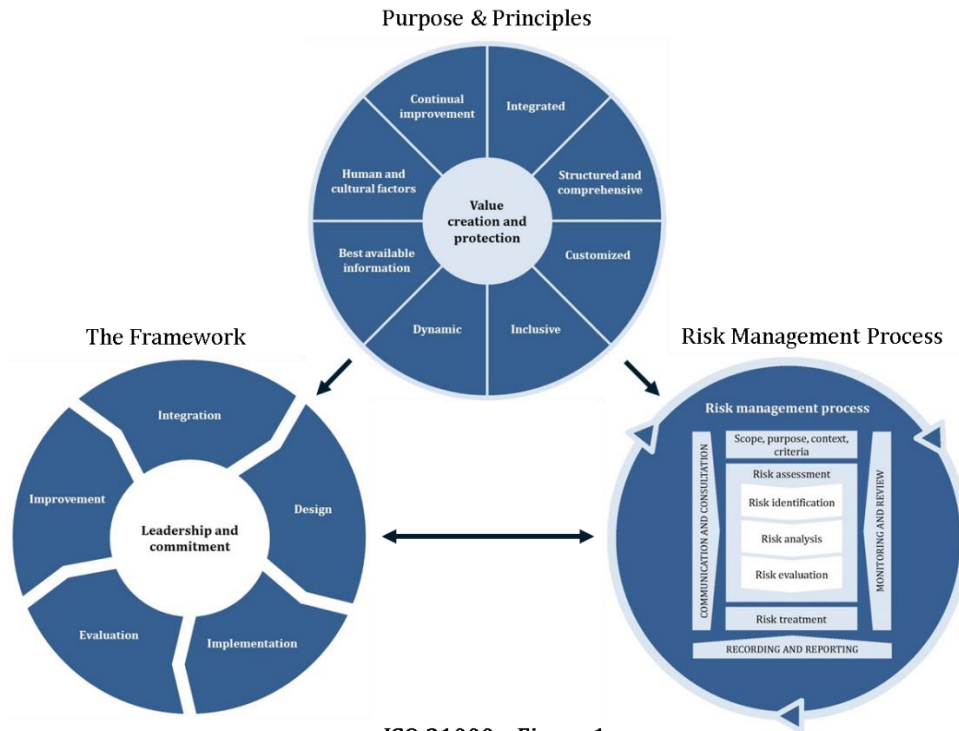 Purpose & Principles
Continual
improvement
Integrated
Human and
cultural factors
Structured and
comprehensive
Value
creation and
protection
Best available
information
Customized
Dynamic
Inclusive
The Framework
Integration
Improvement
Design
Leadership and
commitment
Evaluation
Implementation
Risk Management Process
Risk management process
Scope, purpose, context,
criteria
Risk assessment
Risk identification
Risk analysis
Risk evaluation
Risk treatment
COMMUNICATION AND CONSULTATION
MONITORING AND REVIEW
RECORDING AND REPORTING